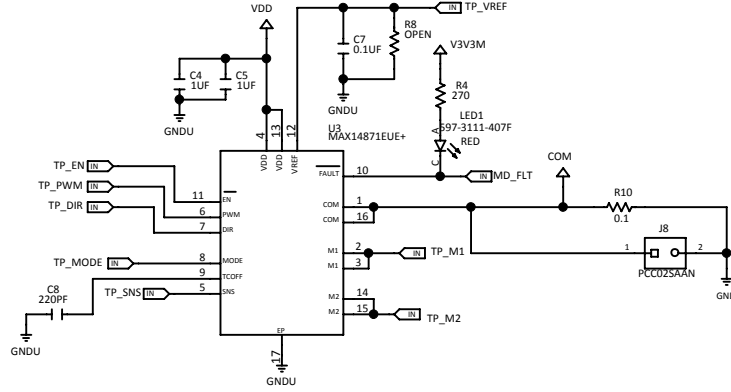 VDD
IN TP_VREF
R8
OPEN
C7
0.1UF
V3V3M
C4
1UF
C5
1UF
R4
270
GNDU
GNDU
LED1
597-3111-407F
RED
A
C
U3
MAX14871EUE+
4
13
12
VDD
VDD
VREF
TP_EN IN
11
EN
FAULT
10
IN MD_FLT
COM
TP_PWM IN
6
PWM
COM
1
R10
0.1
TP_DIR IN
7
DIR
COM
16
J8
1
2
PCC02SAAN
TP_MODE IN
8
MODE
M1
2
IN TP_M1
9
TCOFF
M1
3
C8
220PF
TP_SNS IN
5
SNS
M2
14
M2
15
IN TP_M2
EP
17
GNDU
GNDU